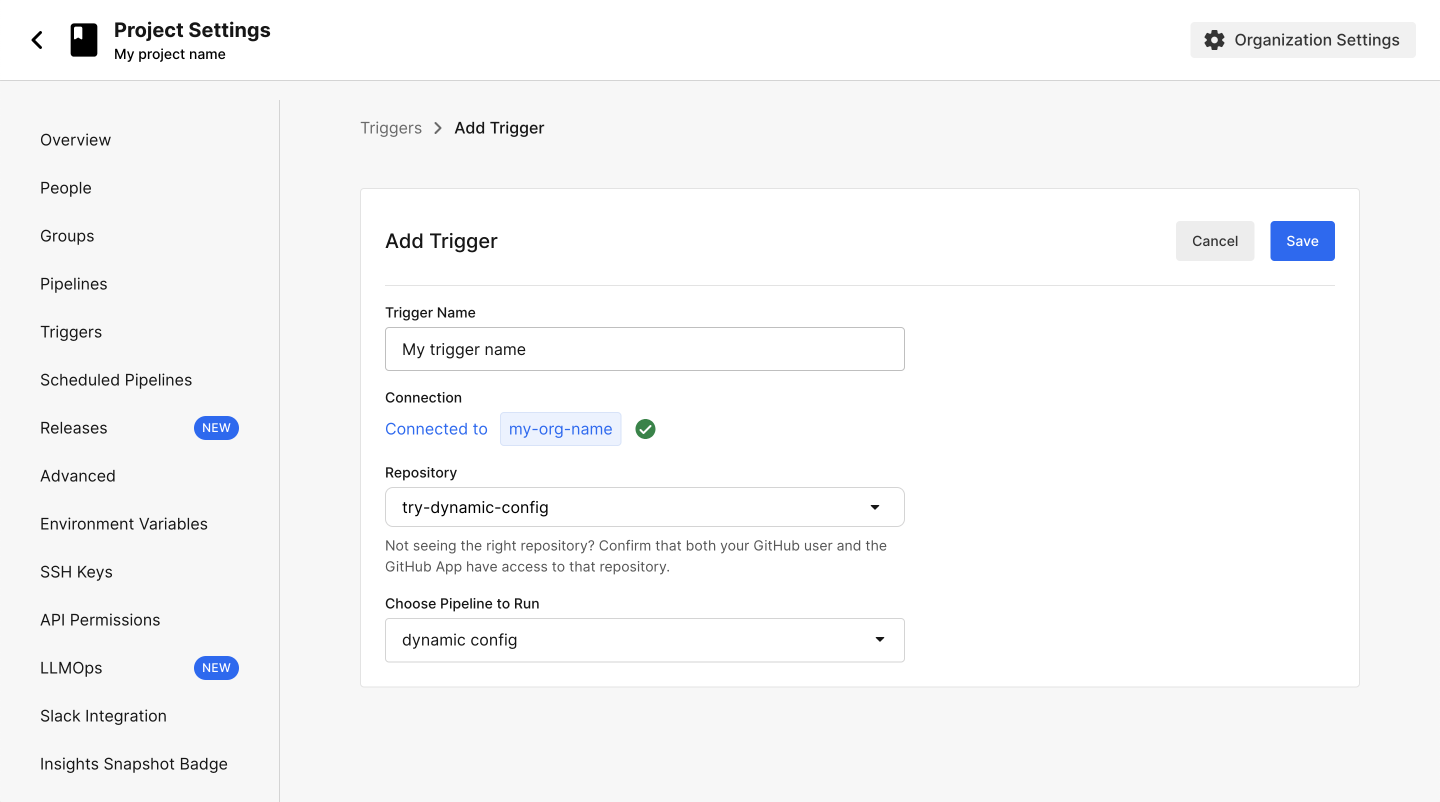 Project Settings
My project name
Organization Settings
Overview
People
Groups
Pipelines
Triggers
Scheduled Pipelines
Releases NEW
Advanced
Environment Variables
SSH Keys
API Permissions
LLMOps NEW
Slack Integration
Insights Snapshot Badge
Triggers Add Trigger
Add Trigger
Cancel Save
Trigger Name
My trigger name
Connection
Connected to my-org-name
Repository
try-dynamic-config
Not seeing the right repository? Confirm that both your GitHub user and the
GitHub App have access to that repository.
Choose Pipeline to Run
dynamic config